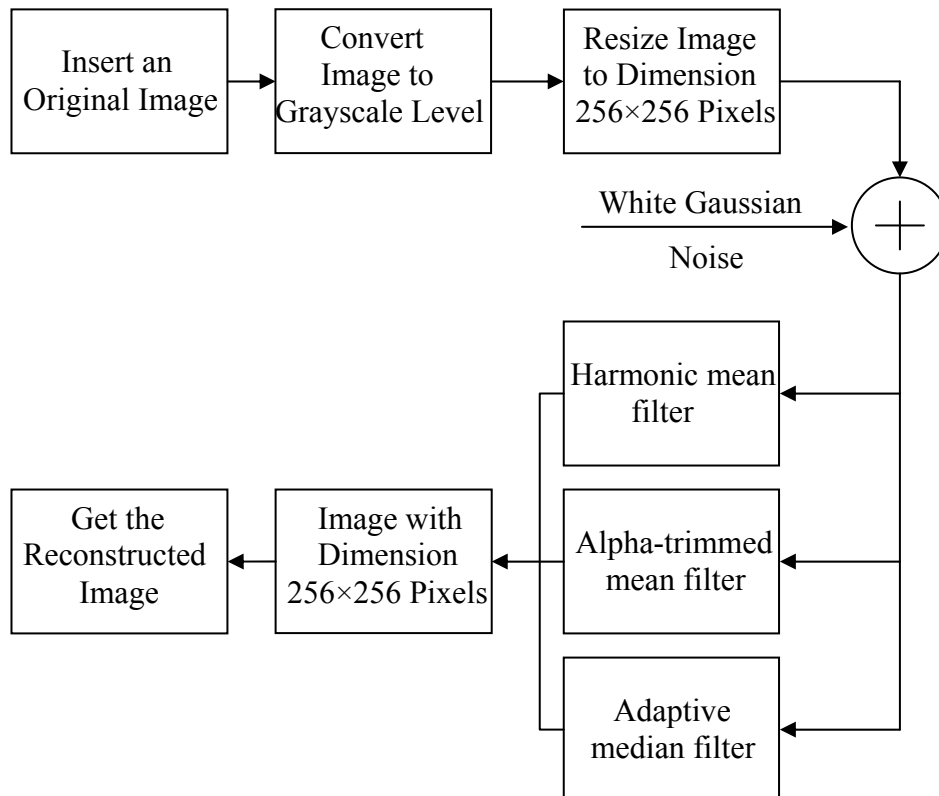 Insert an
Original Image
Convert
Image to
Grayscale Level
Resize Image
to Dimension
256×256 Pixels
White Gaussian
Noise
Harmonic mean
filter
Alpha-trimmed
mean filter
Adaptive
median filter
Image with
Dimension
256×256 Pixels
Get the
Reconstructed
Image